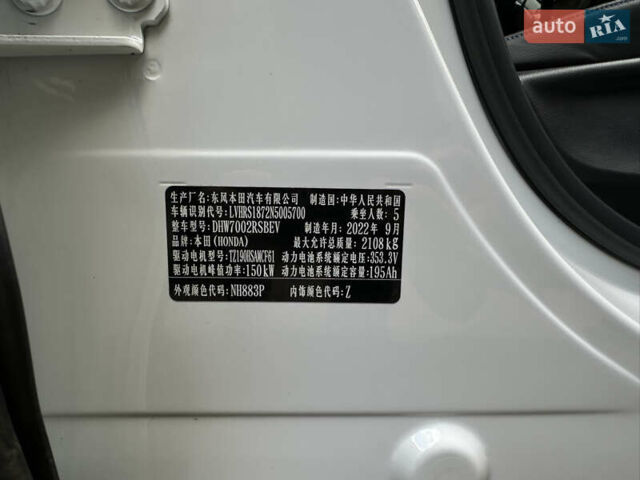 auto RIA.com
生产厂名:东风本田汽车有限公司 制造国:中华人民共和国
车辆识别代号:LVHRS1872N5005700 乘坐人数:5
整车型号:DHW7002RSBEV 制造年月:2022年9月
品牌:本田(HONDA) 最大允许总质量:2108kg
驱动电机型号:TZ190HSAMCF61 动力电池系统额定电压:353.3V
驱动电机峰值功率:150kW 动力电池系统额定容量:195Ah
外观颜色代码:NH883P 内饰颜色代码:Z